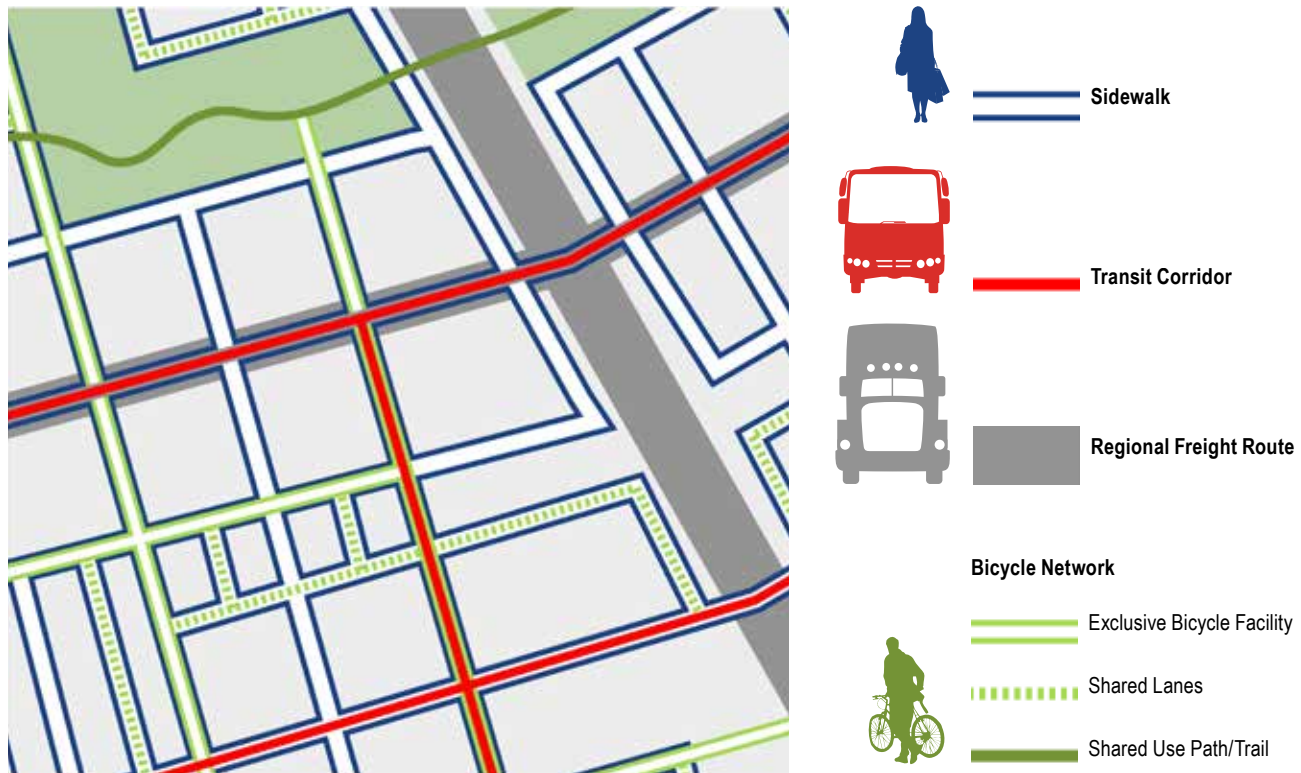 Sidewalk
Transit Corridor
Regional Freight Route
Bicycle Network
Exclusive Bicycle Facility
Shared Lanes
Shared Use Path/Trail